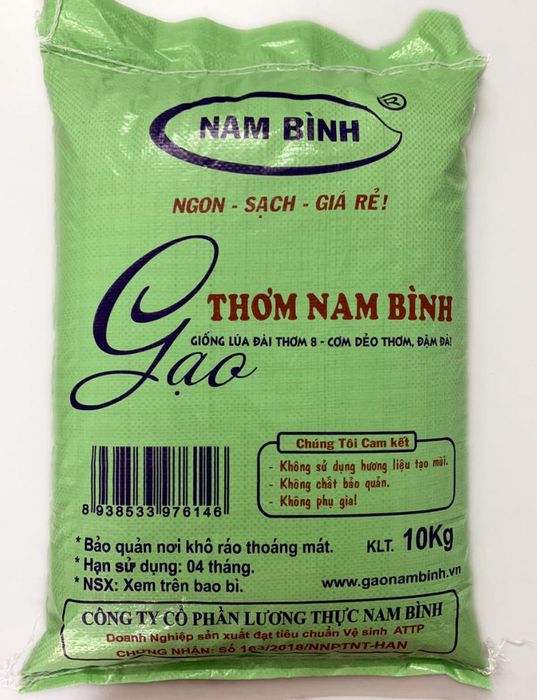 NAM BÌNH ®
NGON - SẠCH - GIÁ RẺ!
Gạo
THƠM NAM BÌNH
GIỐNG LÚA ĐÀI THƠM 8 - CƠM DẺO THƠM, ĐẬM ĐÀ!
Chúng Tôi Cam kết
- Không sử dụng hương liệu tạo mùi.
- Không chất bảo quản.
- Không phụ gia!
8 938533 976146
* Bảo quản nơi khô ráo thoáng mát.
* Hạn sử dụng: 04 tháng.
* NSX: Xem trên bao bì.
KLT. 10Kg
www.gaonambinh.vn
CÔNG TY CỔ PHẦN LƯƠNG THỰC NAM BÌNH
Doanh Nghiệp sản xuất đạt tiêu chuẩn Vệ sinh ATTP
CHỨNG NHẬN: Số 163/2018/NNPTNT-HAN